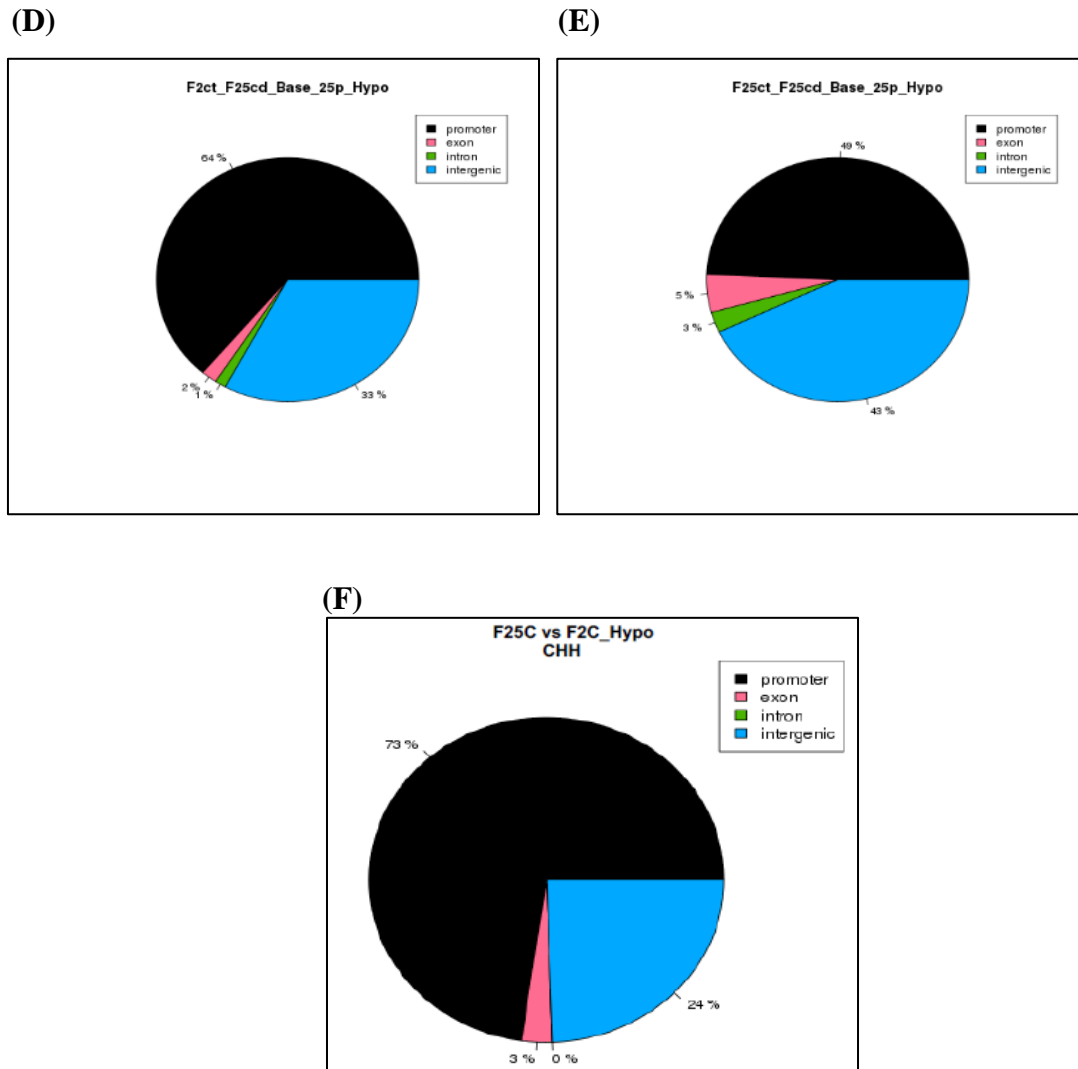 (D)
F2ct_F25cd_Base_25p_Hypo
promoter
exon
intron
intergenic
64 %
2 %
1 %
33 %
(E)
F25ct_F25cd_Base_25p_Hypo
promoter
exon
intron
intergenic
49 %
5 %
3 %
43 %
(F)
F25C vs F2C_Hypo
CHH
promoter
exon
intron
intergenic
73 %
24 %
3 %
0 %